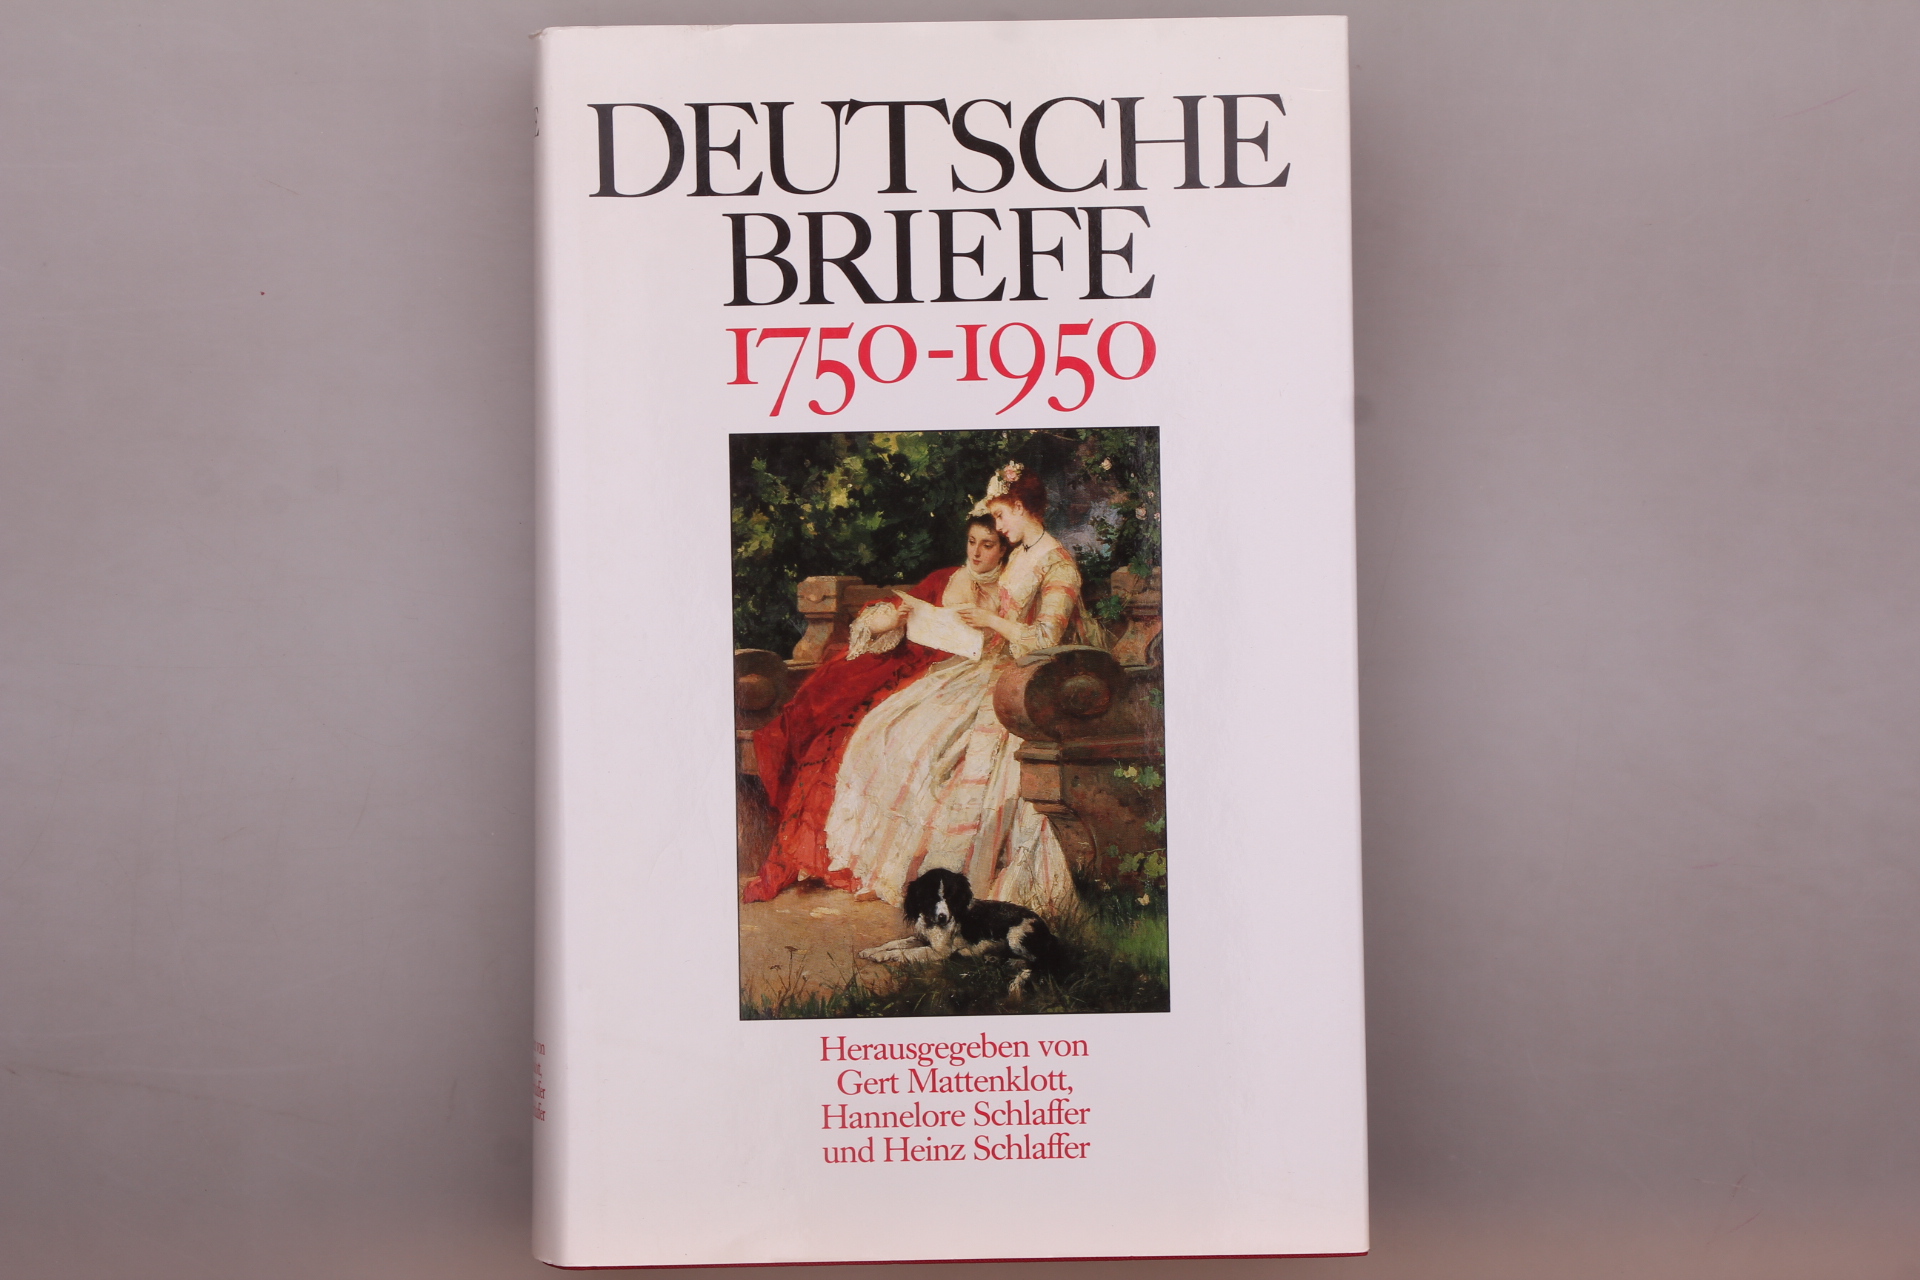 DEUTSCHE
BRIEFE
1750-1950
Herausgegeben von
Gert Mattenklott,
Hannelore Schlaffer
und Heinz Schlaffer